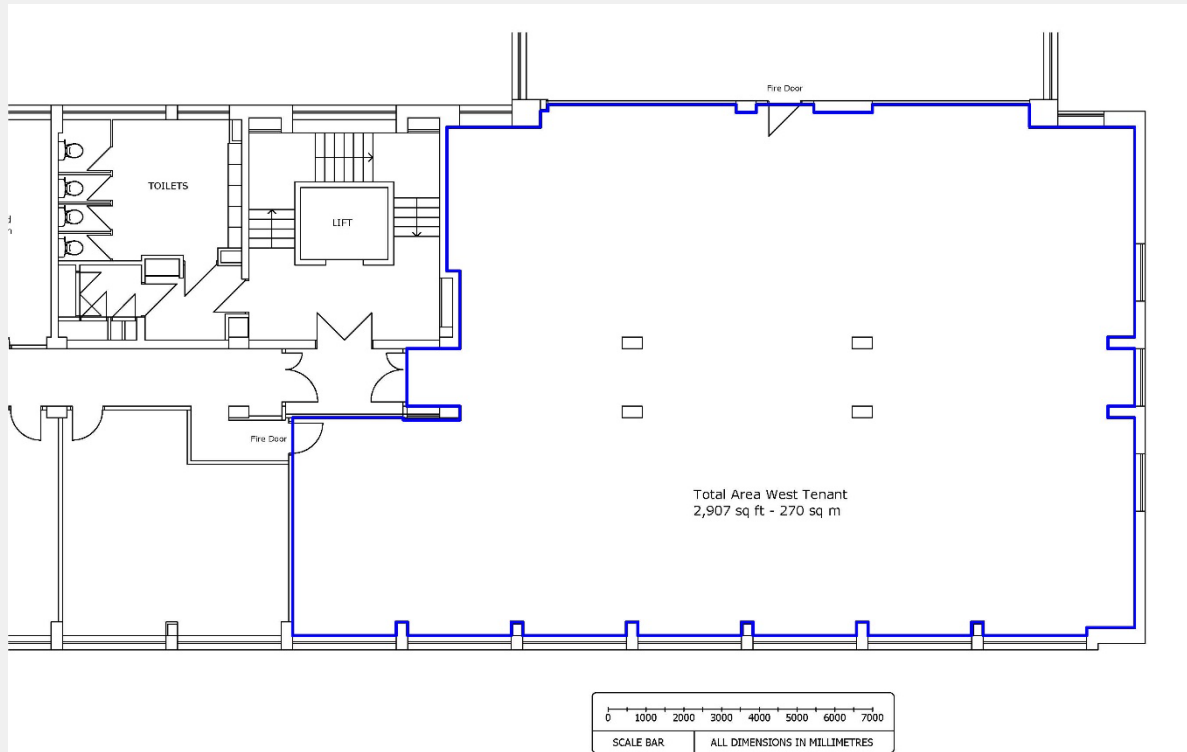 Fire Door
TOILETS
LIFT
Fire Door
Total Area West Tenant
2,907 sq ft - 270 sq m
0 1000 2000 3000 4000 5000 6000 7000
SCALE BAR
ALL DIMENSIONS IN MILLIMETRES